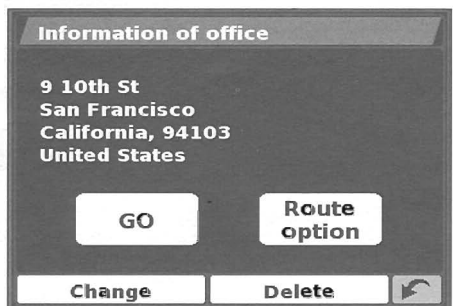 Information of office
9 10th St
San Francisco
California, 94103
United States
GO
Route
option
Change
Delete